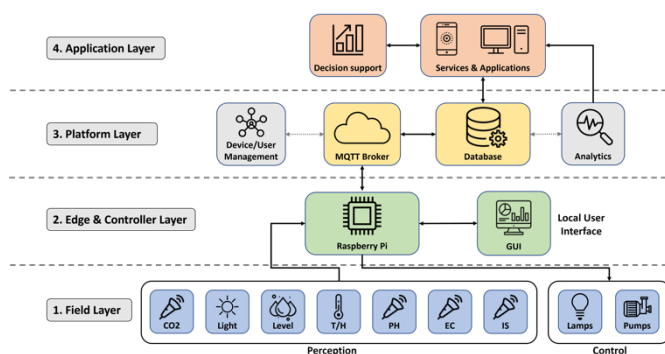 4. Application Layer
Decision support
Services & Applications
3. Platform Layer
Device/User
Management
MQTT Broker
Database
Analytics
2. Edge & Controller Layer
Raspberry Pi
GUI
Local User
Interface
1. Field Layer
CO2
Light
Level
T/H
PH
EC
IS
Lamps
Pumps
Perception
Control